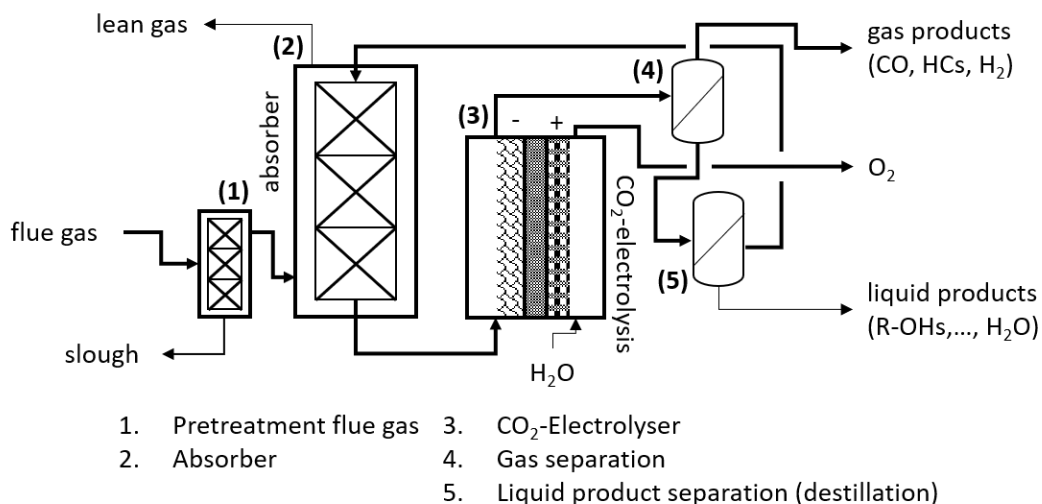 lean gas
(2)
absorber
(1)
flue gas
slough
(3)
-
+
CO₂-electrolysis
H₂O
(4)
(5)
gas products
(CO, HCs, H₂)
O₂
liquid products
(R-OHs,..., H₂O)
1. Pretreatment flue gas
2. Absorber
3. CO₂-Electrolyser
4. Gas separation
5. Liquid product separation (destillation)